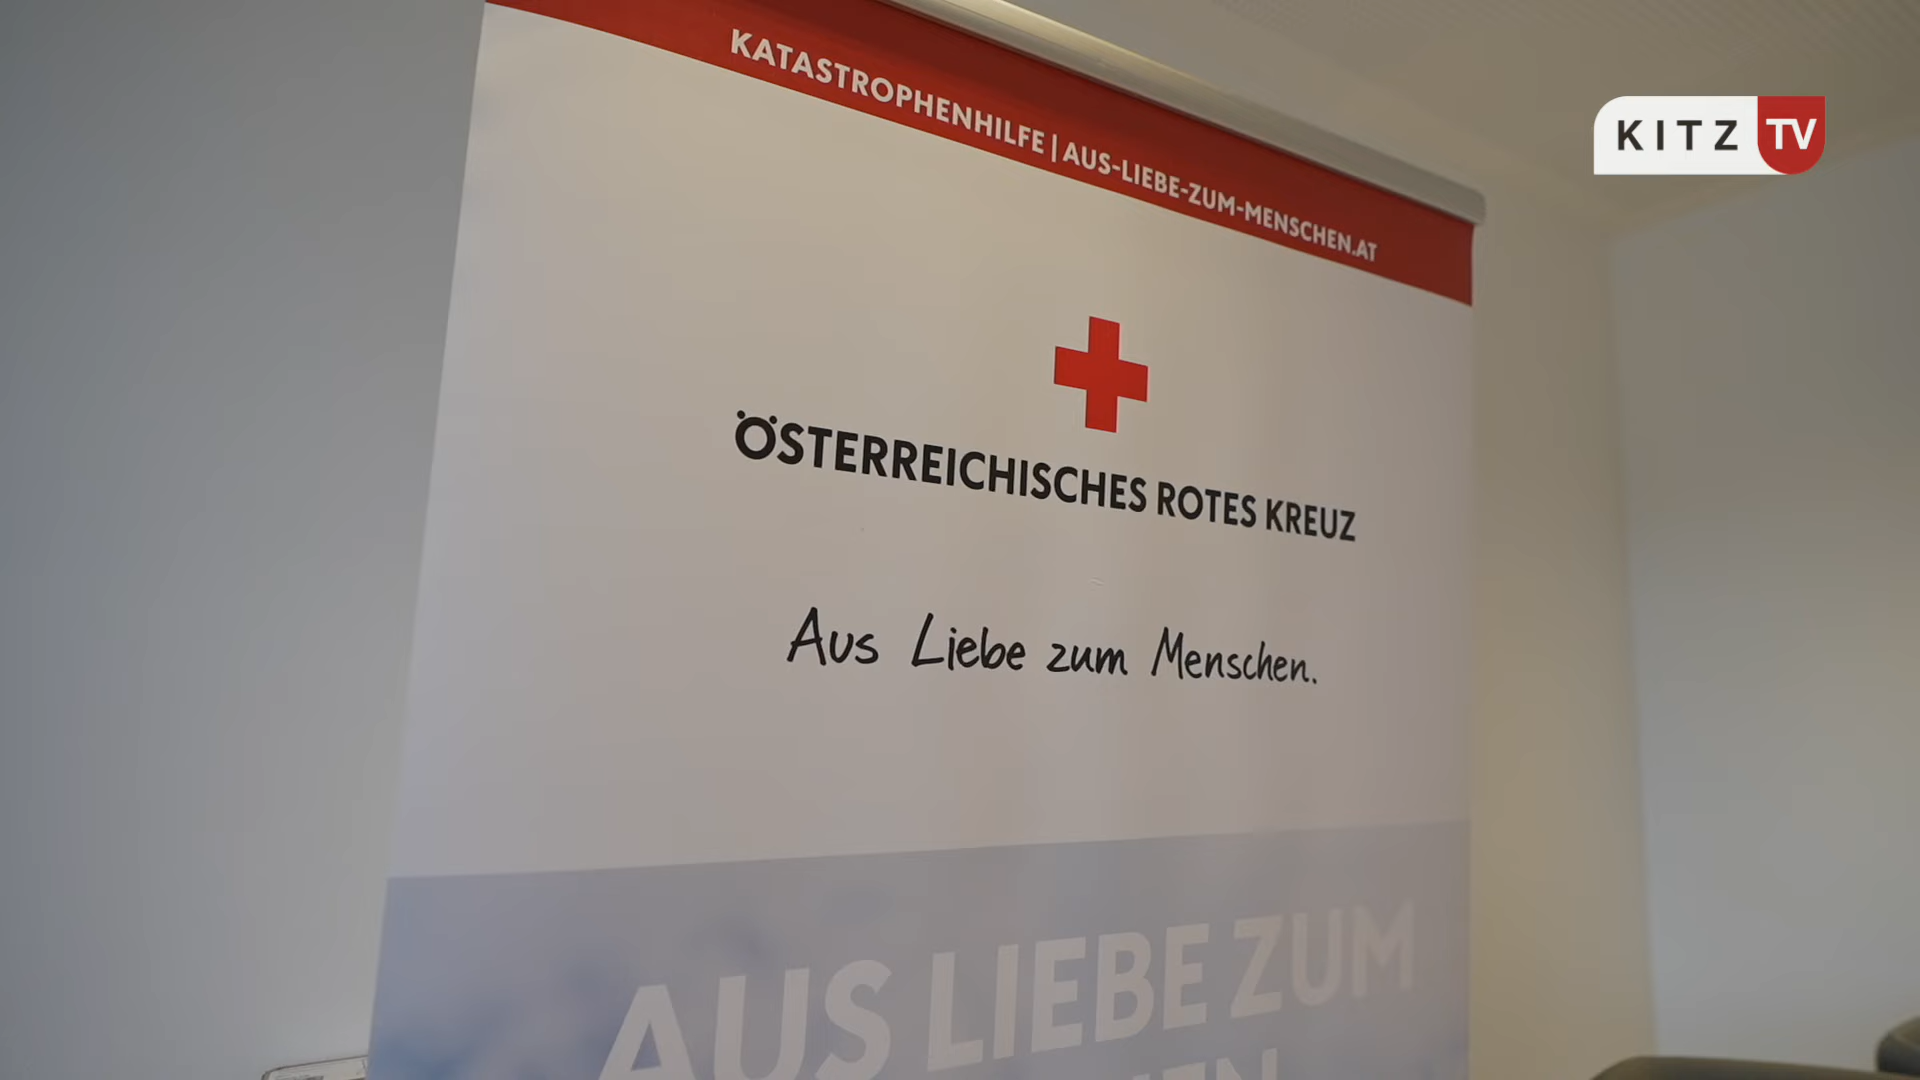 KATASTROPHENHILFE | AUS-LIEBE-ZUM-MENSCHEN.AT
KITZ TV
ÖSTERREICHISCHES ROTES KREUZ
Aus Liebe zum Menschen.
AUS LIEBE ZUM